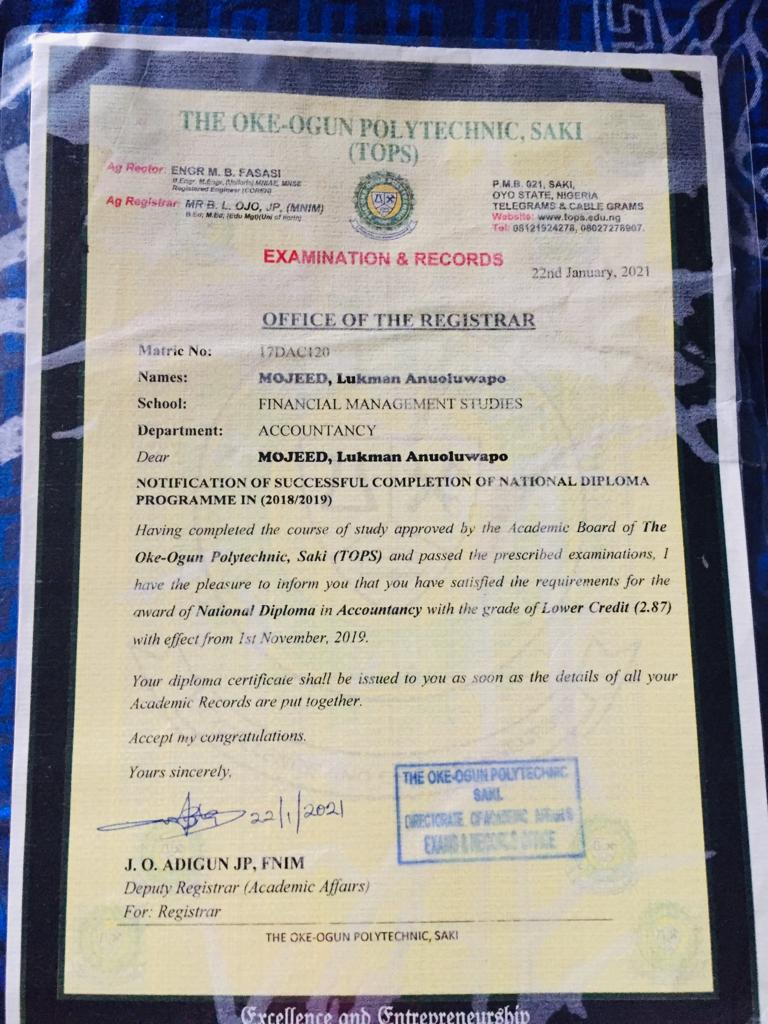 THE OKE-OGUN POLYTECHNIC, SAKI
(TOPS)
Ag Rector: ENGR M. B. FASASI
Registered Engineer (COREN)
Ag Registrar: MR B. L. OJO, JP, (MNIM)
B.Ed; M.Ed; (Edu Mgt)(Uni of Ilorin)
P.M.B. 021, SAKI,
OYO STATE, NIGERIA
TELEGRAMS & CABLE GRAMS
Website: www.tops.edu.ng
Tel: 08121924278, 08027278907.
EXAMINATION & RECORDS
22nd January, 2021
OFFICE OF THE REGISTRAR
Matric No: 17DAC120
Names: MOJEED, Lukman Anuoluwapo
School: FINANCIAL MANAGEMENT STUDIES
Department: ACCOUNTANCY
Dear MOJEED, Lukman Anuoluwapo
NOTIFICATION OF SUCCESSFUL COMPLETION OF NATIONAL DIPLOMA
PROGRAMME IN (2018/2019)
Having completed the course of study approved by the Academic Board of The
Oke-Ogun Polytechnic, Saki (TOPS) and passed the prescribed examinations, I
have the pleasure to inform you that you have satisfied the requirements for the
award of National Diploma in Accountancy with the grade of Lower Credit (2.87)
with effect from 1st November, 2019.
Your diploma certificate shall be issued to you as soon as the details of all your
Academic Records are put together.
Accept my congratulations.
Yours sincerely,
22/1/2021
THE OKE-OGUN POLYTECHNIC
SAKI.
DIRECTORATE OF ACADEMIC AFFAIRS
EXAMS & RECORDS OFFICE
J. O. ADIGUN JP, FNIM
Deputy Registrar (Academic Affairs)
For: Registrar
THE OKE-OGUN POLYTECHNIC, SAKI
Excellence and Entrepreneurship